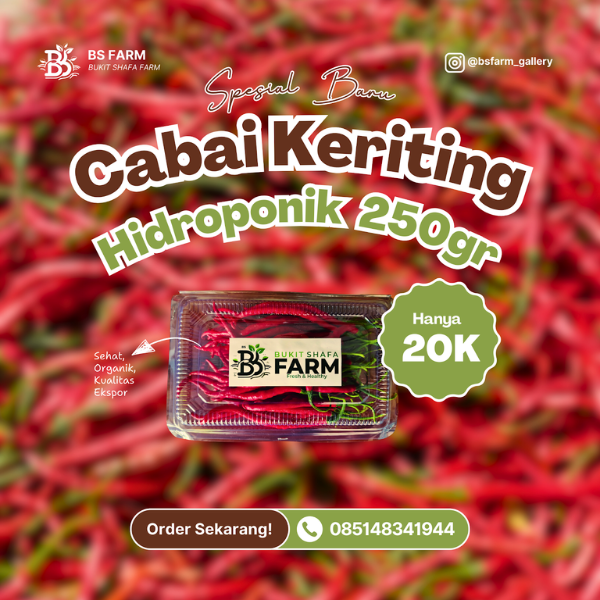 BS FARM
BUKIT SHAFA FARM
@bsfarm_gallery
Spesial Baru
Cabai Keriting
Hidroponik 250gr
Hanya
20K
Sehat,
Organik,
Kualitas
Ekspor
BS
BUKIT SHAFA
FARM
Fresh & Healthy
Order Sekarang!
085148341944